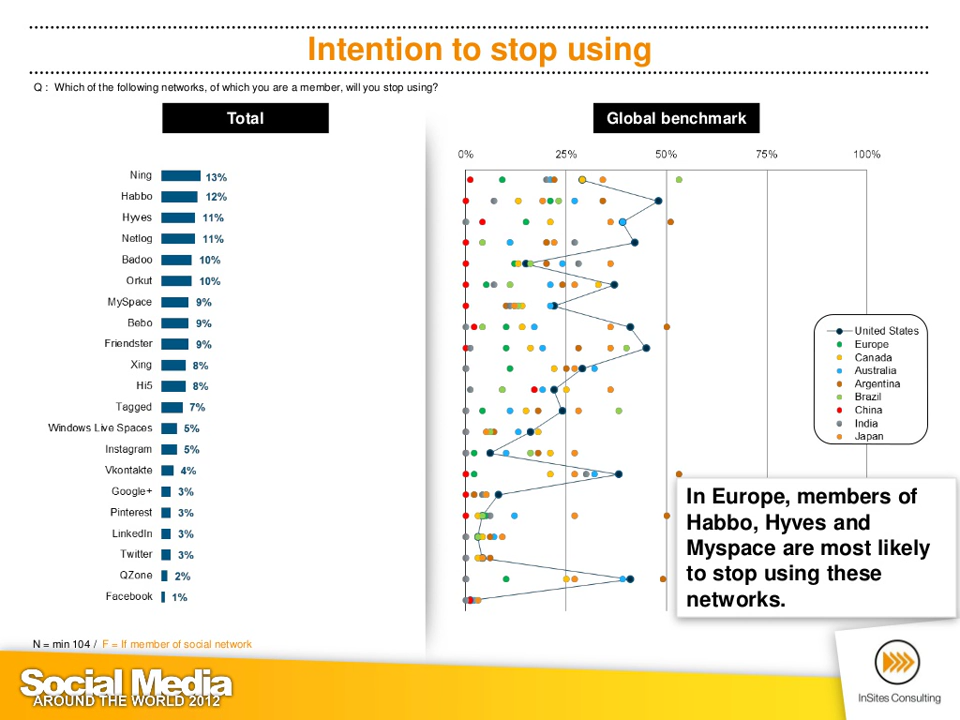 Intention to stop using
Q : Which of the following networks, of which you are a member, will you stop using?
Total
Global benchmark
0% 25% 50% 75% 100%
Ning 13%
Habbo 12%
Hyves 11%
Netlog 11%
Badoo 10%
Orkut 10%
MySpace 9%
Bebo 9%
Friendster 9%
Xing 8%
Hi5 8%
Tagged 7%
Windows Live Spaces 5%
Instagram 5%
Vkontakte 4%
Google+ 3%
Pinterest 3%
LinkedIn 3%
Twitter 3%
QZone 2%
Facebook 1%
United States
Europe
Canada
Australia
Argentina
Brazil
China
India
Japan
In Europe, members of
Habbo, Hyves and
Myspace are most likely
to stop using these
networks.
N = min 104 / F = If member of social network
Social Media
AROUND THE WORLD 2012
InSites Consulting